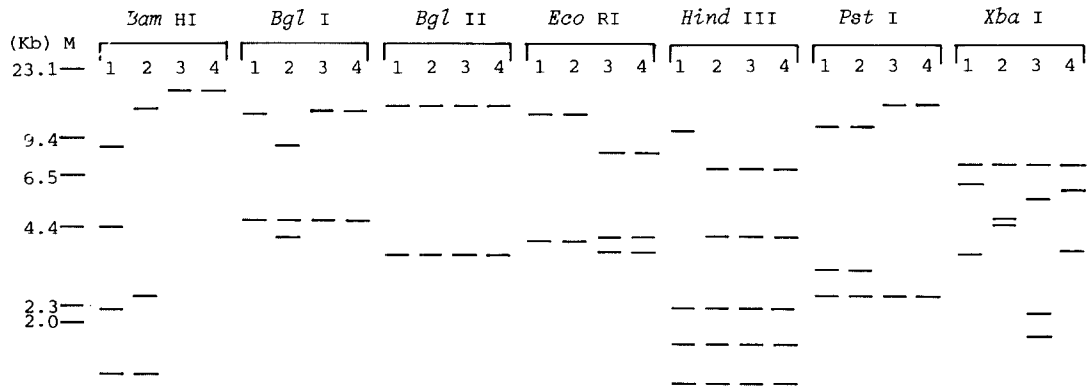 Bam HI Bgl I Bgl II Eco RI Hind III Pst I Xba I
(Kb) M
1 2 3 4 1 2 3 4 1 2 3 4 1 2 3 4 1 2 3 4 1 2 3 4 1 2 3 4
23.1
9.4
6.5
4.4
2.3
2.0